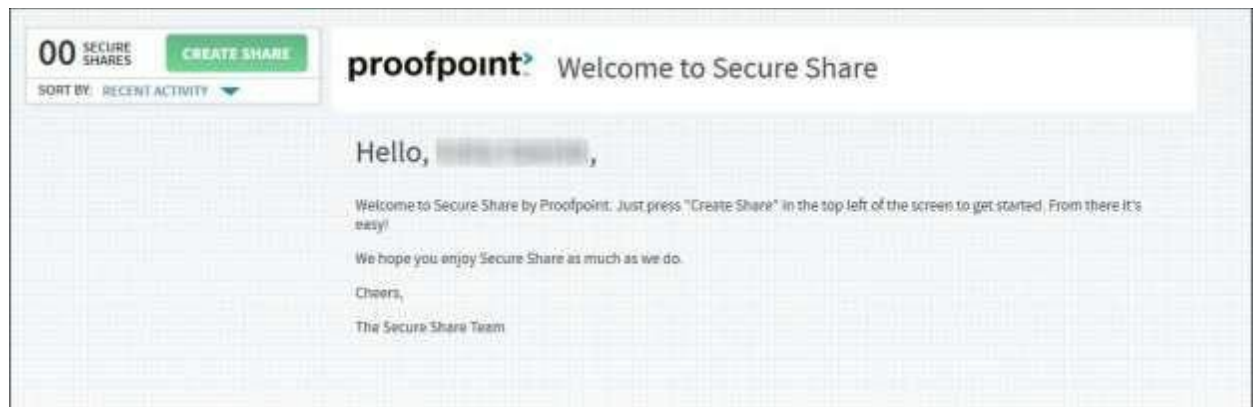 00 SECURE SHARES
CREATE SHARE
SORT BY: RECENT ACTIVITY
proofpoint Welcome to Secure Share
Hello, ,
Welcome to Secure Share by Proofpoint. Just press "Create Share" in the top left of the screen to get started. From there it's
easy!
We hope you enjoy Secure Share as much as we do.
Cheers,
The Secure Share Team